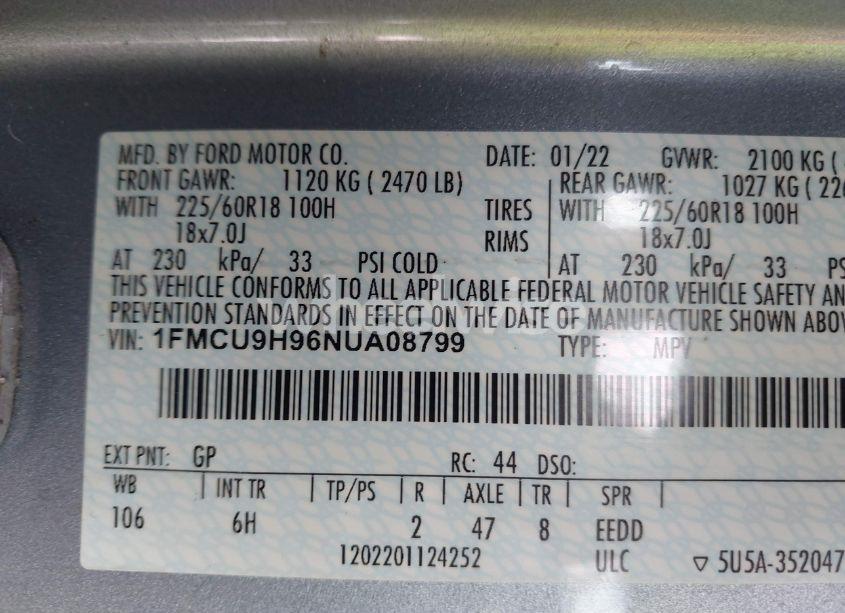 MFD. BY FORD MOTOR CO. DATE: 01/22 GVWR: 2100 KG (
FRONT GAWR: 1120 KG ( 2470 LB) REAR GAWR: 1027 KG ( 226
WITH 225/60R18 100H TIRES WITH 225/60R18 100H
18x7.0J RIMS 18x7.0J
AT 230 kPa/ 33 PSI COLD AT 230 kPa/ 33 PS
THIS VEHICLE CONFORMS TO ALL APPLICABLE FEDERAL MOTOR VEHICLE SAFETY AN
PREVENTION STANDARDS IN EFFECT ON THE DATE OF MANUFACTURE SHOWN ABOV
VIN: 1FMCU9H96NUA08799 TYPE: MPV
EXT PNT: GP RC: 44 DSO:
WB INT TR TP/PS R AXLE TR SPR
106 6H 2 47 8 EEDD
1202201124252 ULC ▽ 5U5A-352047